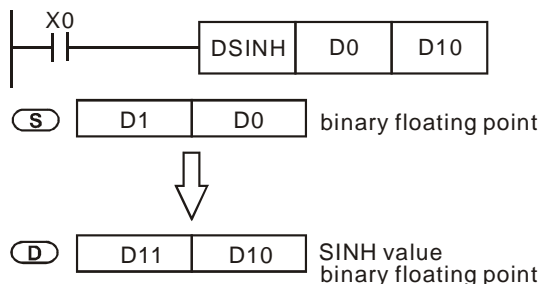 X0
DSINH D0 D10
S D1 D0 binary floating point
D D11 D10 SINH value
binary floating point